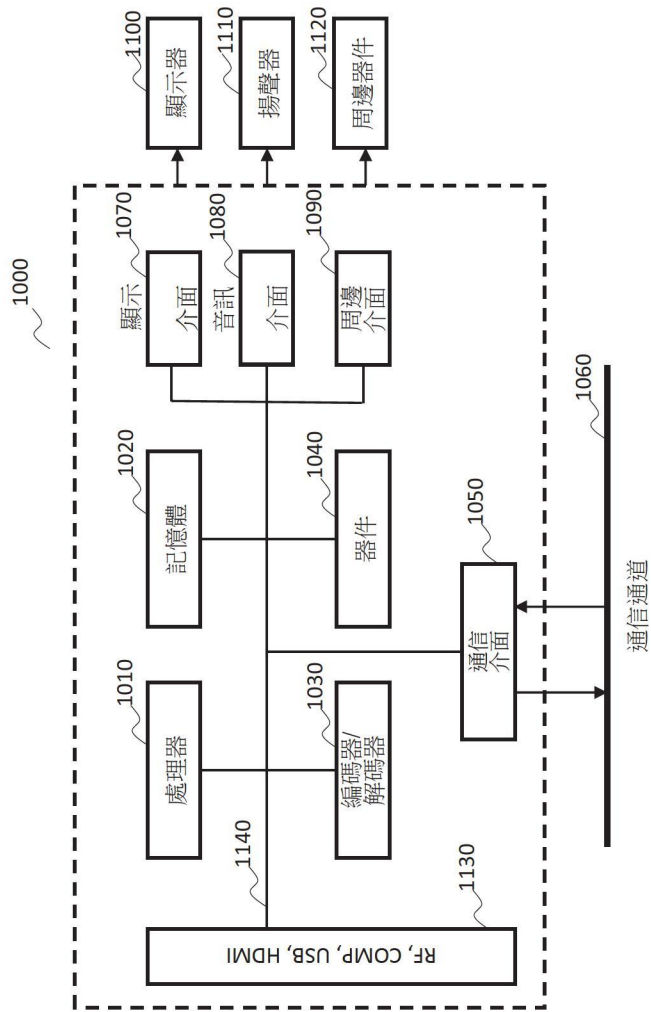 1000
1010
處理器
1020
記憶體
1070
顯示
介面
1100
顯示器
1080
音訊
介面
1110
揚聲器
1140
1030
編碼器/
解碼器
1040
器件
1090
周邊
介面
1120
周邊器件
1130
RF, COMP, USB, HDMI
1050
通信
介面
1060
通信通道